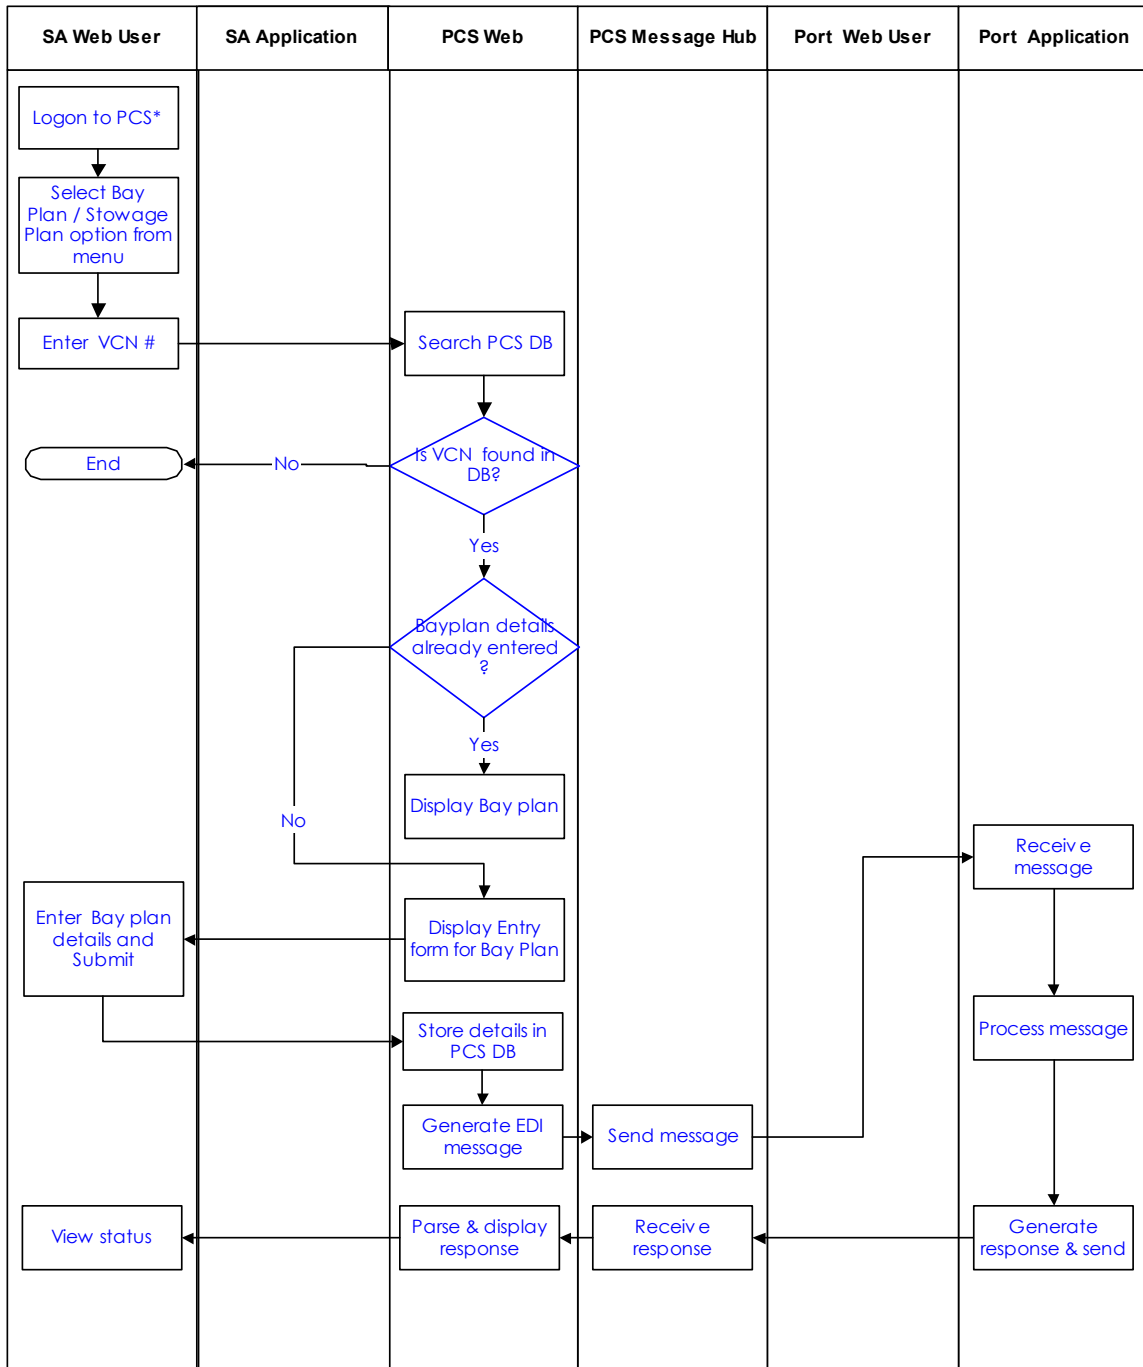 SA Web User
SA Application
PCS Web
PCS Message Hub
Port Web User
Port Application
Logon to PCS*
Select Bay
Plan / Stowage
Plan option from
menu
Enter VCN #
Search PCS DB
Is VCN found in
DB?
No
End
Yes
Bayplan details
already entered
?
Yes
Display Bay plan
No
Receive
message
Enter Bay plan
details and
Submit
Display Entry
form for Bay Plan
Process message
Store details in
PCS DB
Generate EDI
message
Send message
View status
Parse & display
response
Receive
response
Generate
response & send